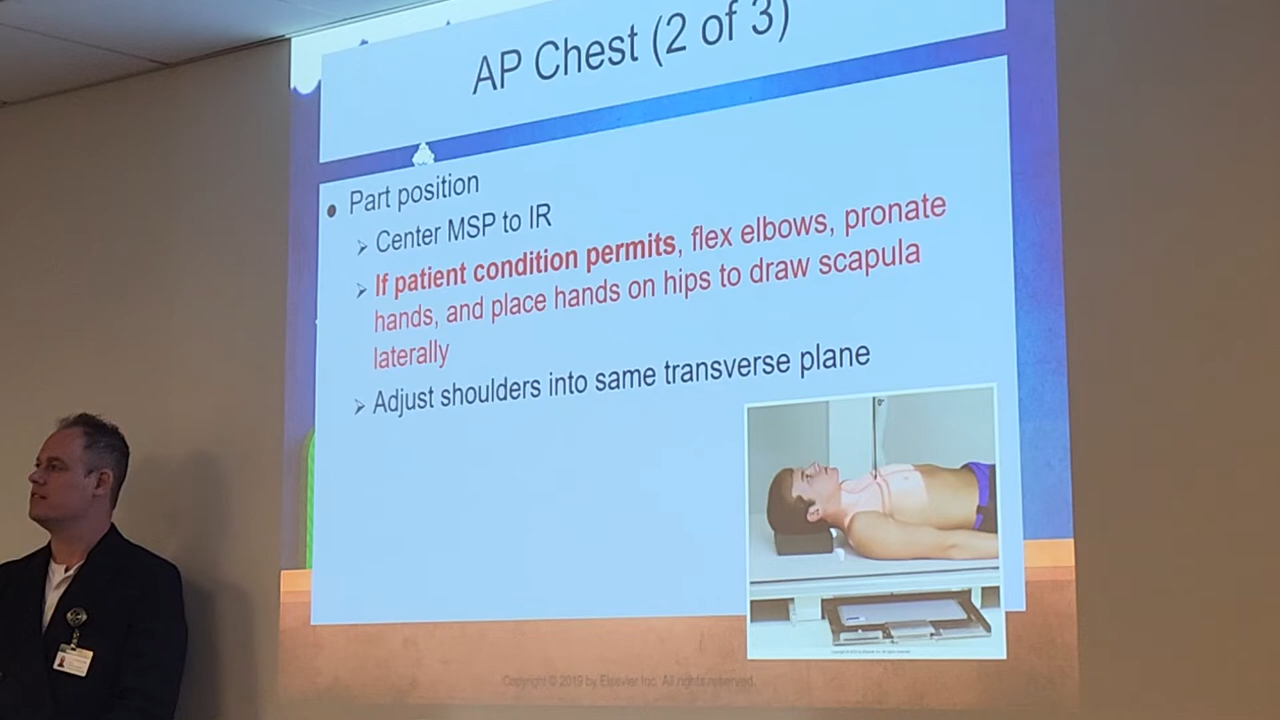 AP Chest (2 of 3)
Part position
Center MSP to IR
If patient condition permits, flex elbows, pronate
hands, and place hands on hips to draw scapula
laterally
Adjust shoulders into same transverse plane
Copyright © 2019 by Elsevier Inc. All rights reserved.